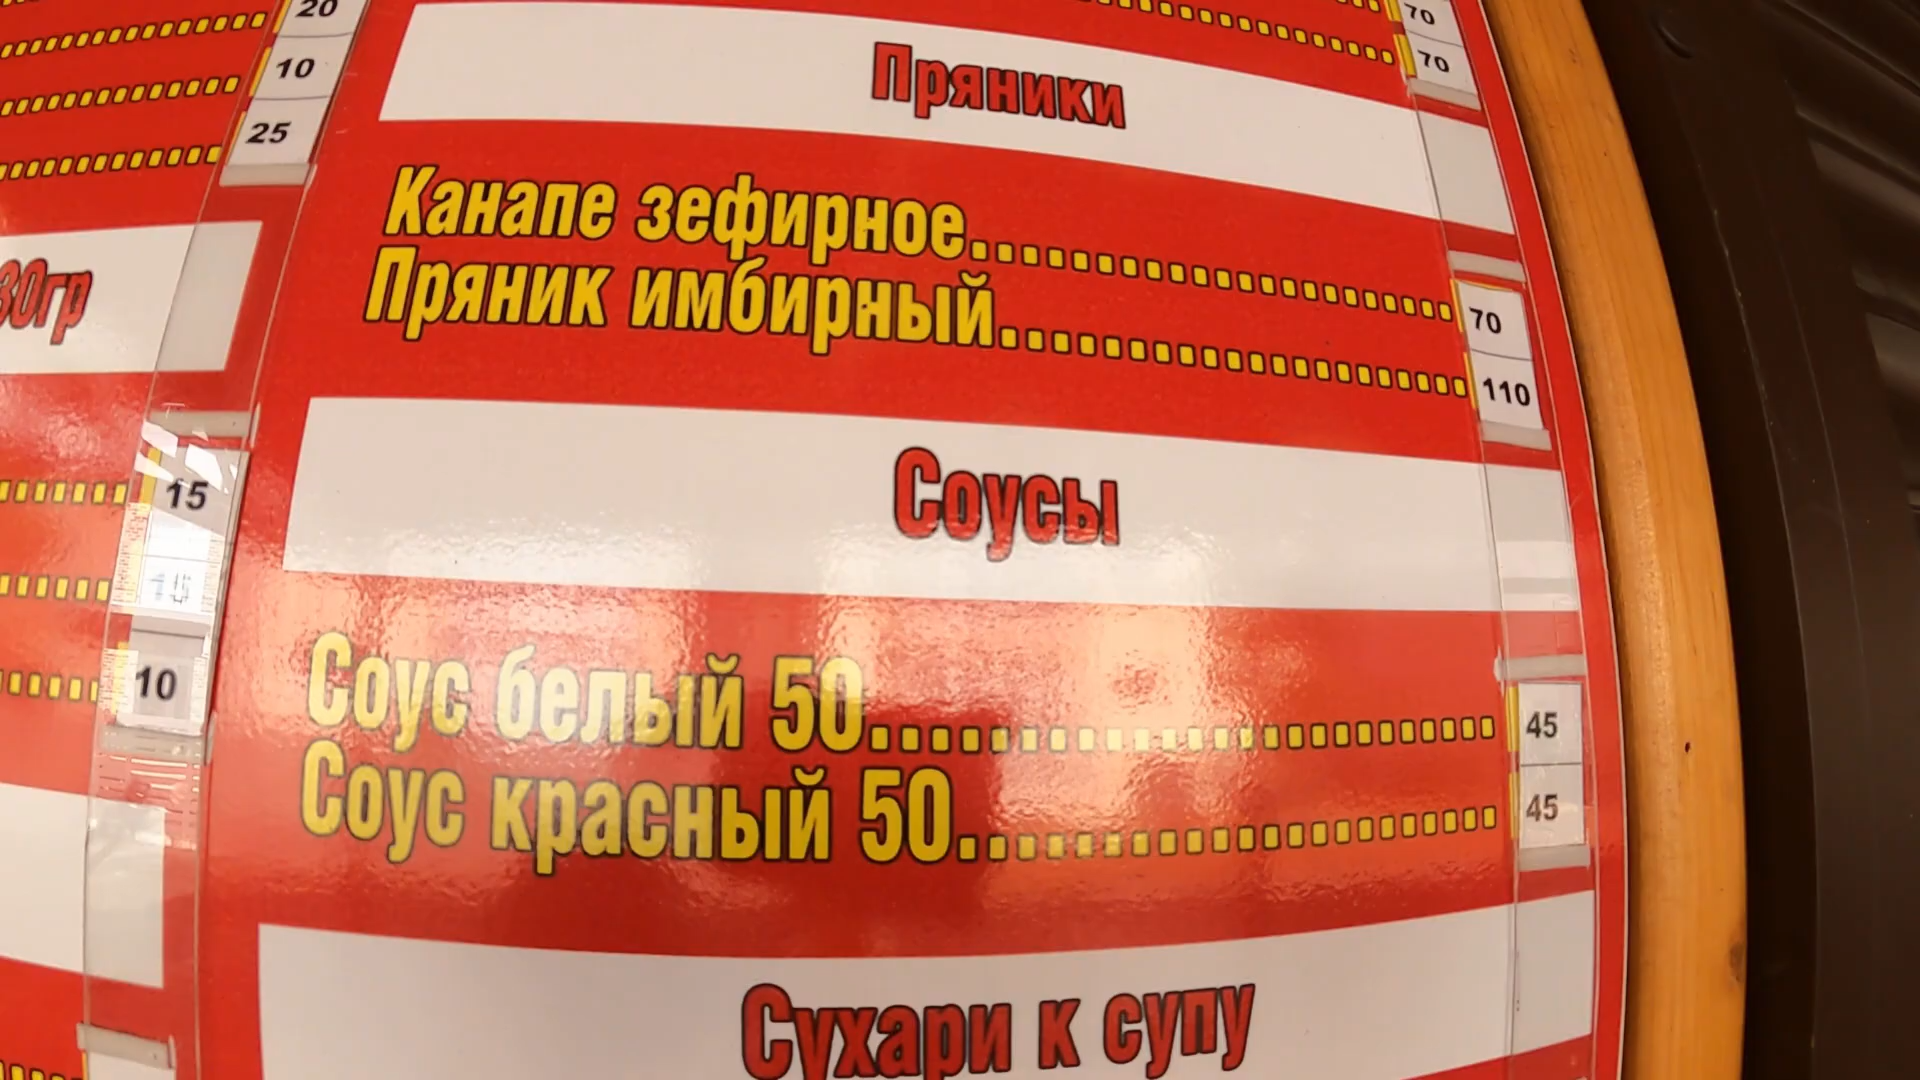 20
10
25
30гр
15
10
70
70
Пряники
Канапе зефирное.......................... 70
Пряник имбирный.......................... 110
Соусы
Соус белый 50.......................... 45
Соус красный 50.......................... 45
Сухари к супу